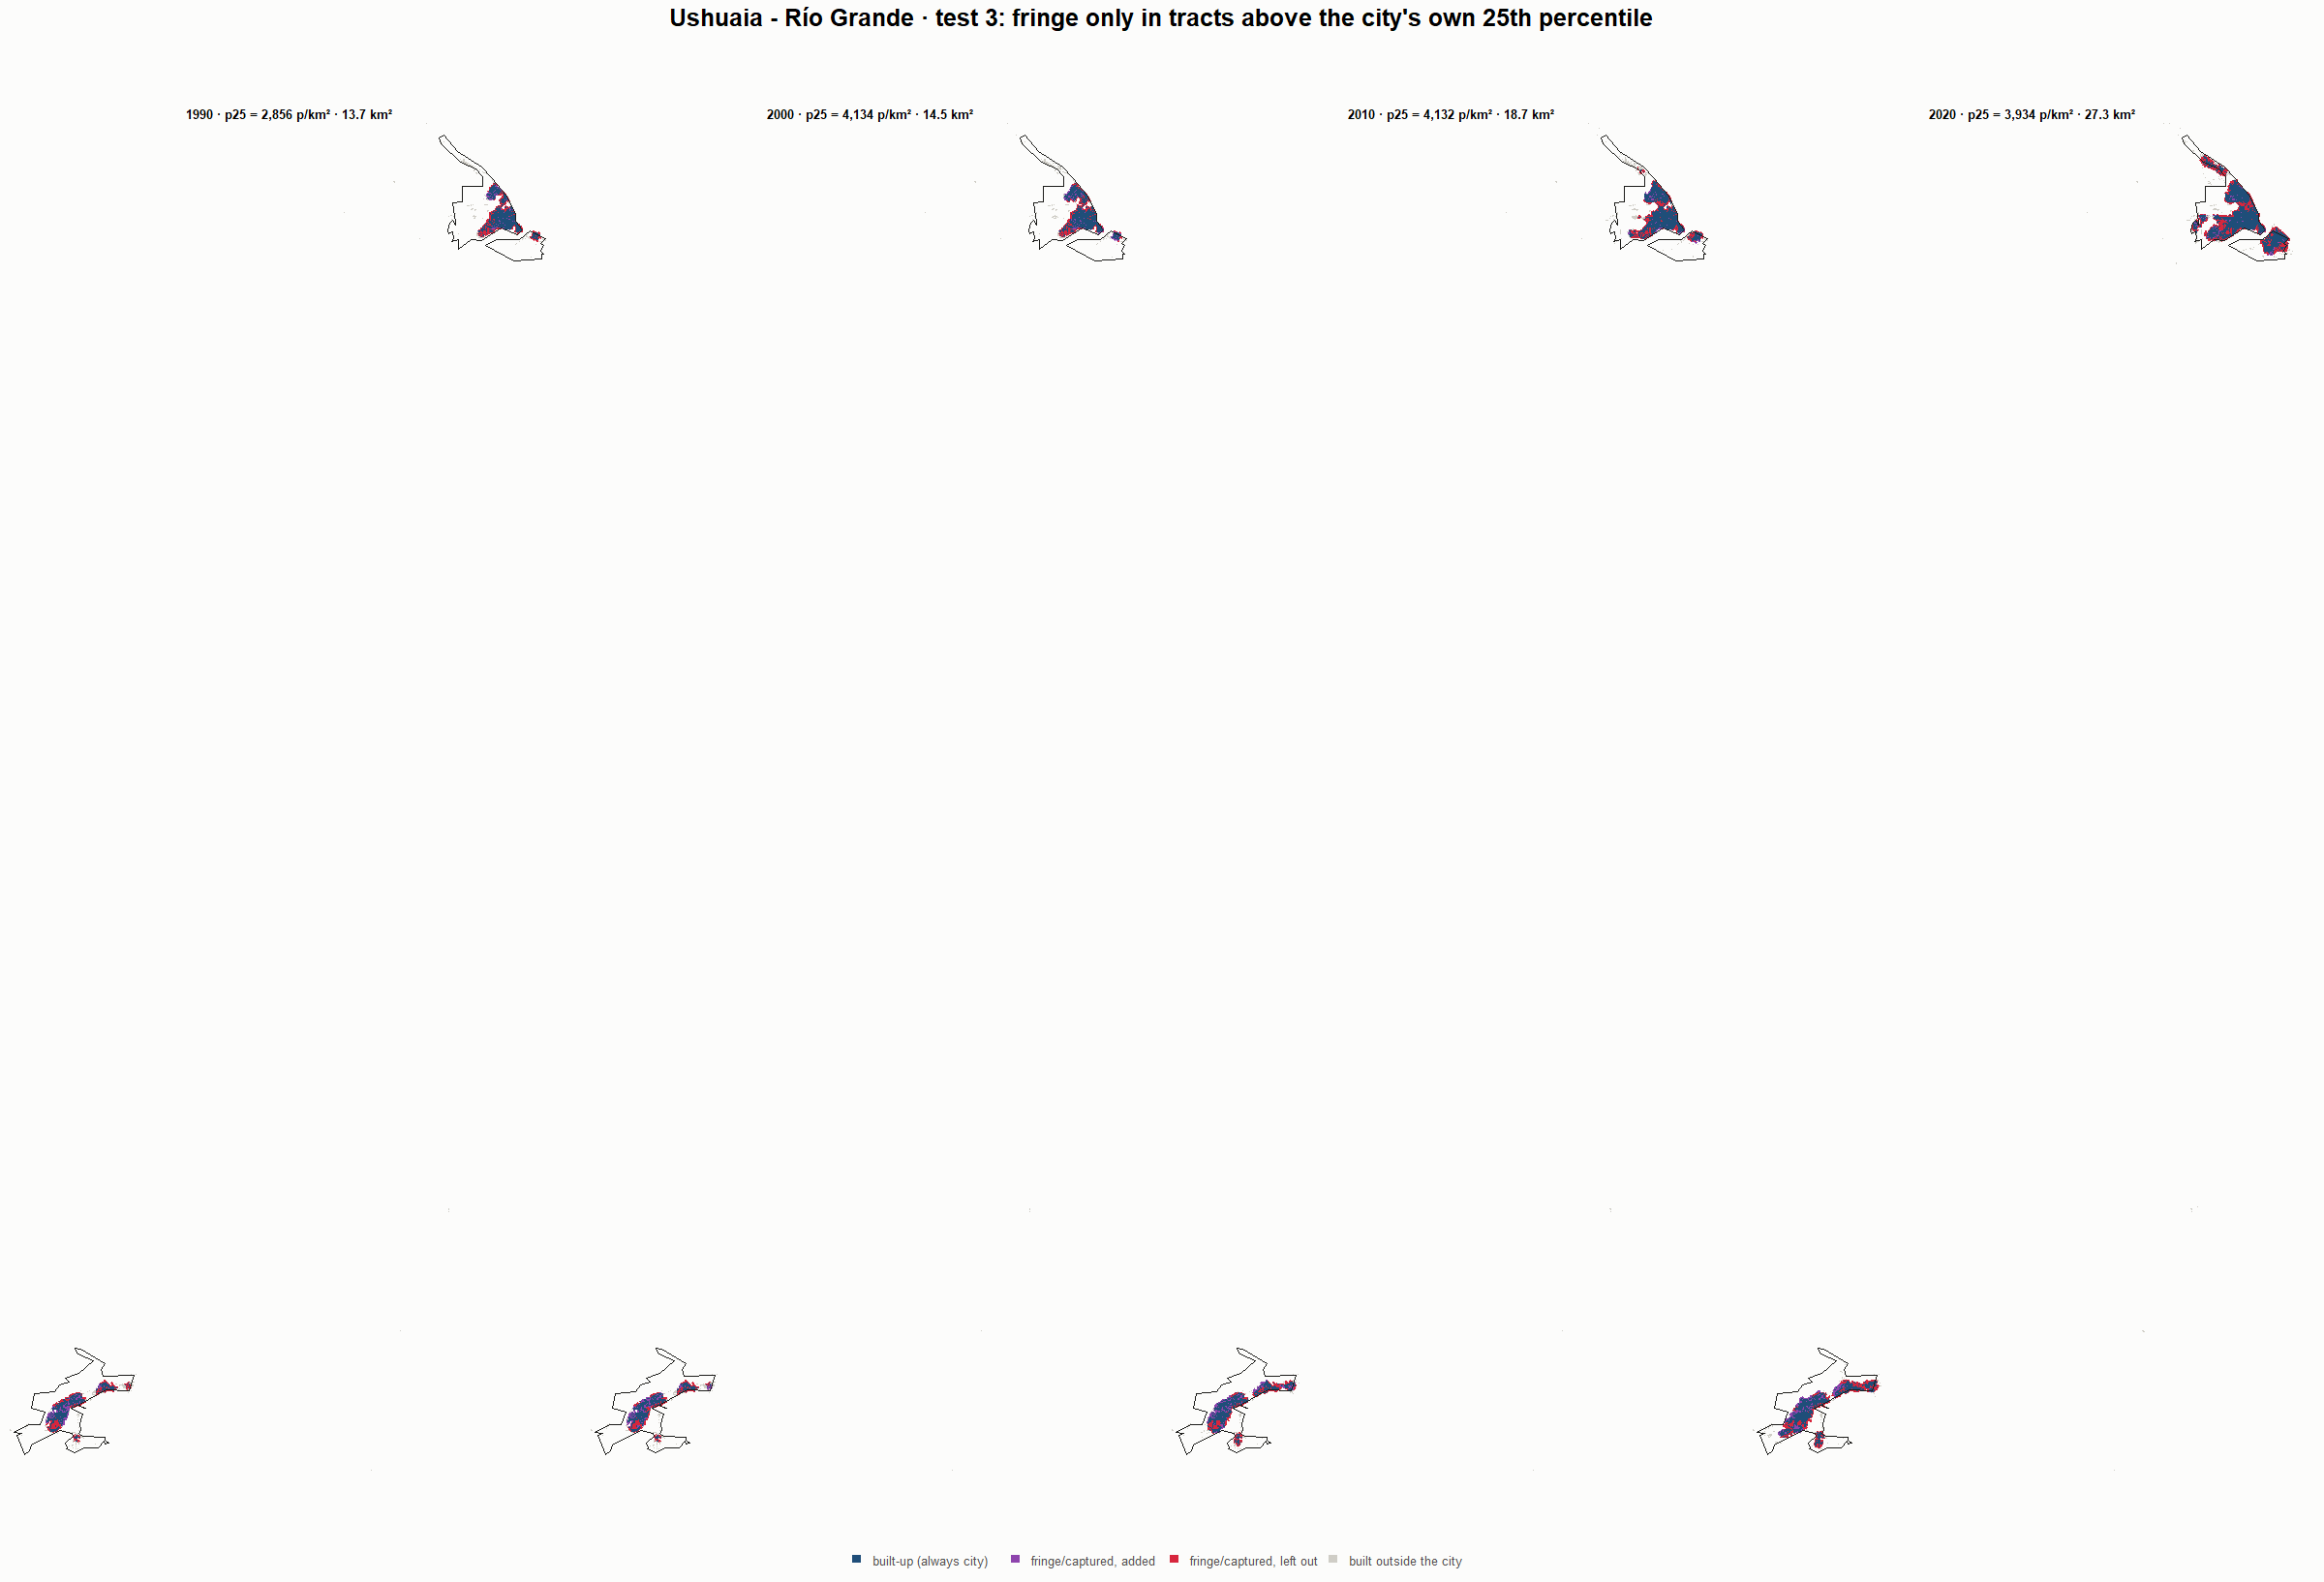 Ushuaia - Río Grande · test 3: fringe only in tracts above the city's own 25th percentile
1990 · p25 = 2,856 p/km² · 13.7 km²
2000 · p25 = 4,134 p/km² · 14.5 km²
2010 · p25 = 4,132 p/km² · 18.7 km²
2020 · p25 = 3,934 p/km² · 27.3 km²
built-up (always city)
fringe/captured, added
fringe/captured, left out
built outside the city